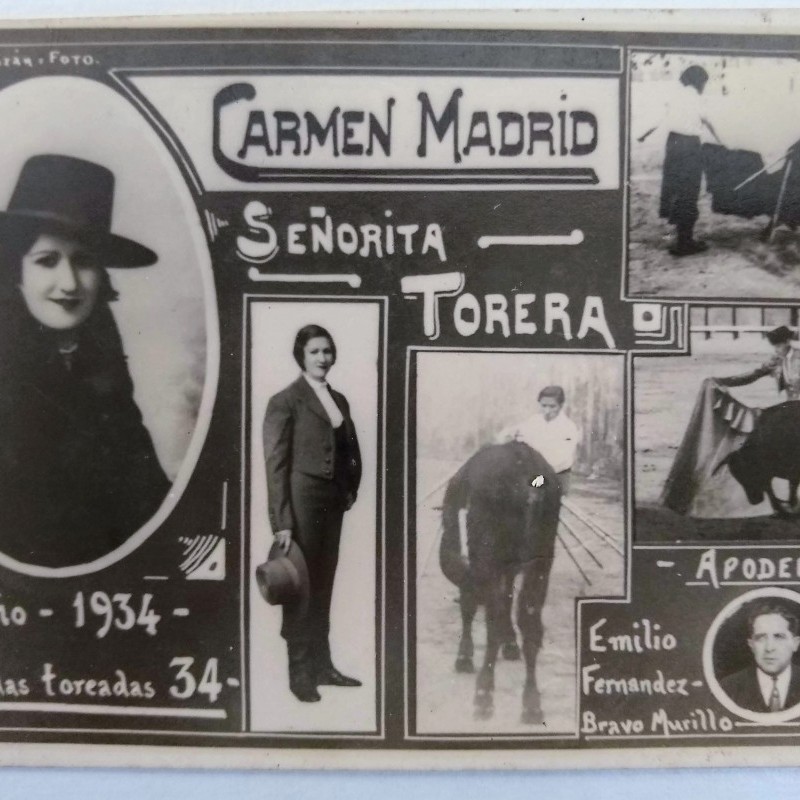 FOTO.
CARMEN MADRID
SEÑORITA
TORERA
- 1934 -
toreadas 34-
- APODE
Emilio
Fernandez-
Bravo Murillo